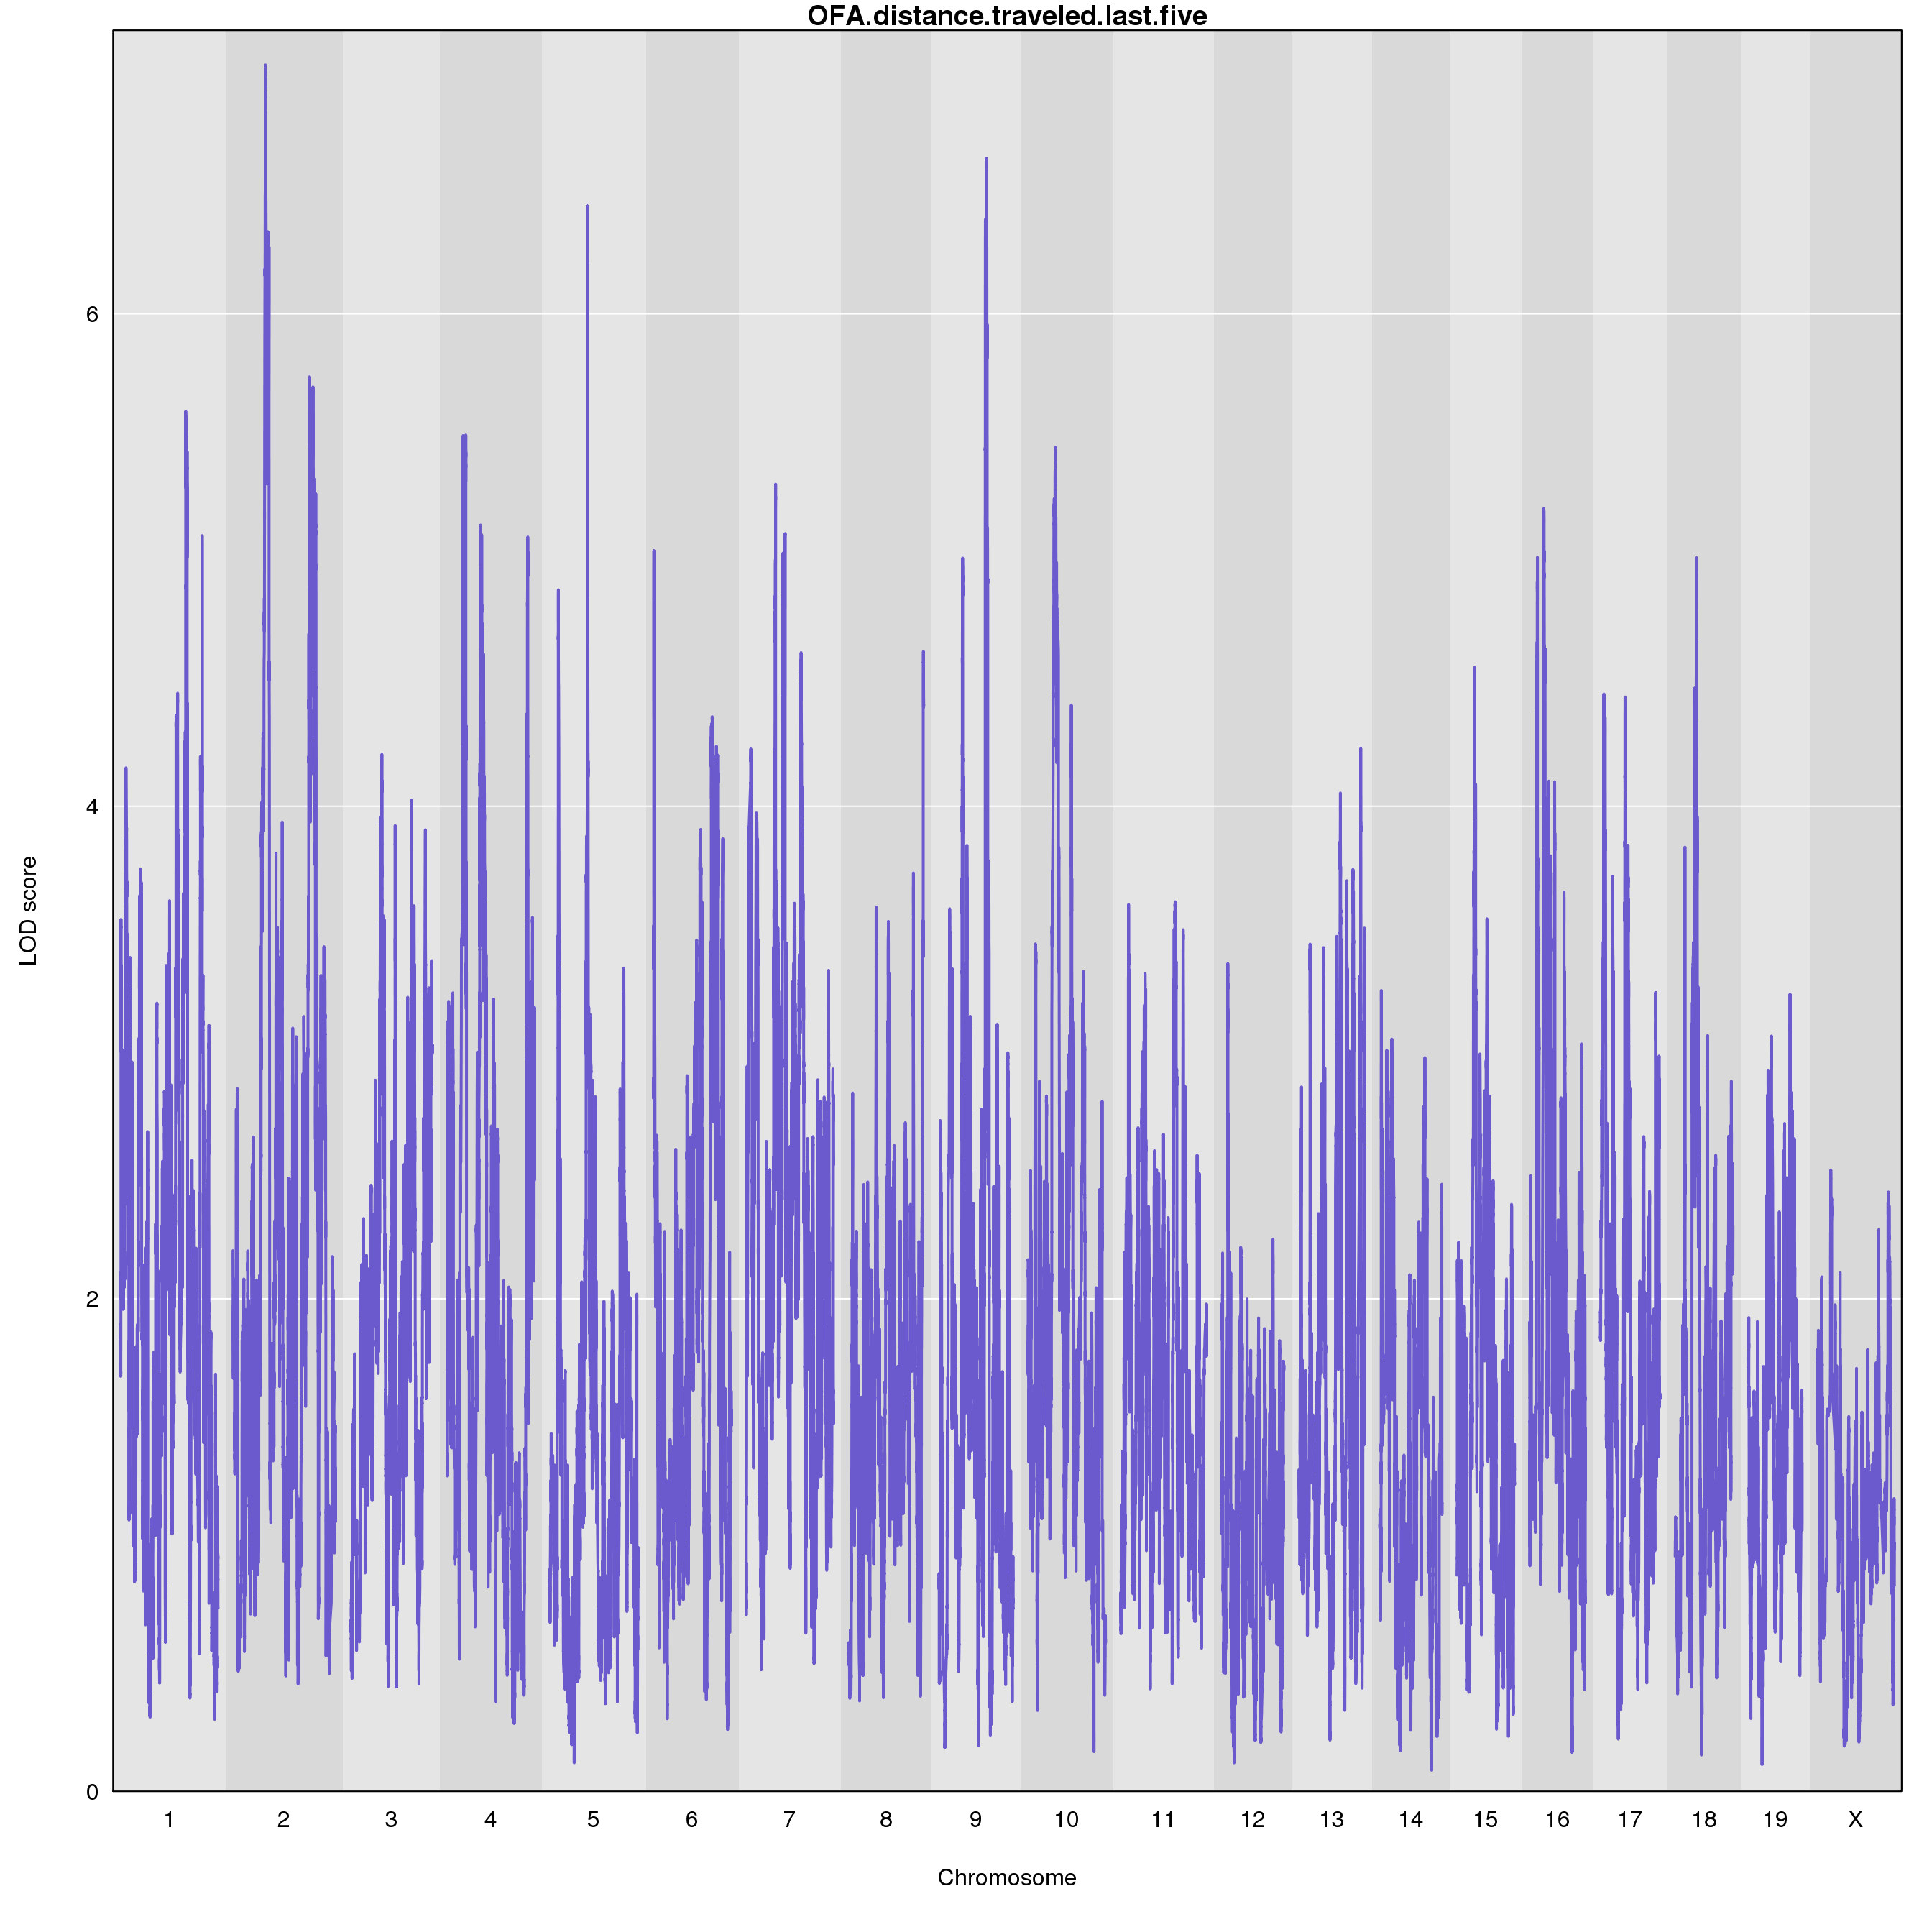 OFA.distance.traveled.last.five
LOD score
6
4
2
0
1 2 3 4 5 6 7 8 9 10 11 12 13 14 15 16 17 18 19 X
Chromosome